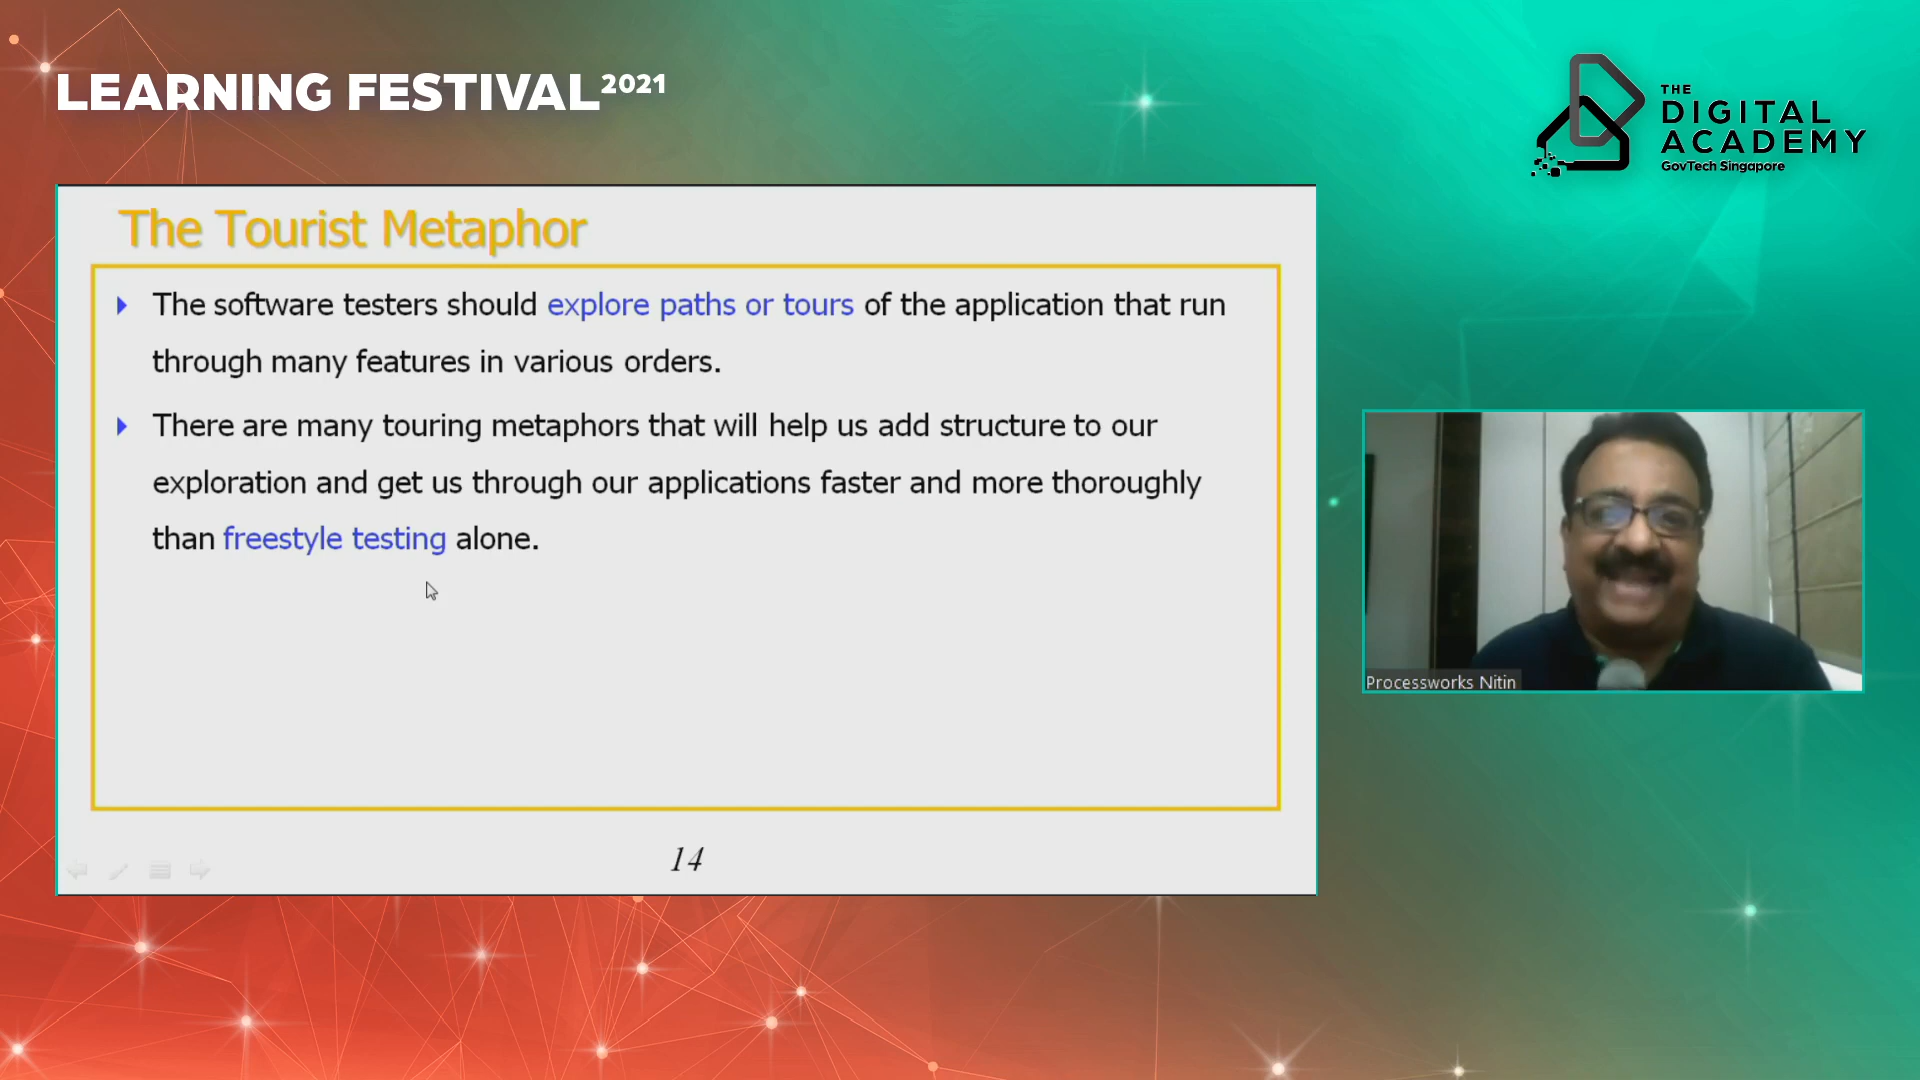 LEARNING FESTIVAL 2021
THE
DIGITAL
ACADEMY
GovTech Singapore
The Tourist Metaphor
The software testers should explore paths or tours of the application that run
through many features in various orders.
There are many touring metaphors that will help us add structure to our
exploration and get us through our applications faster and more thoroughly
than freestyle testing alone.
Processworks Nitin
14